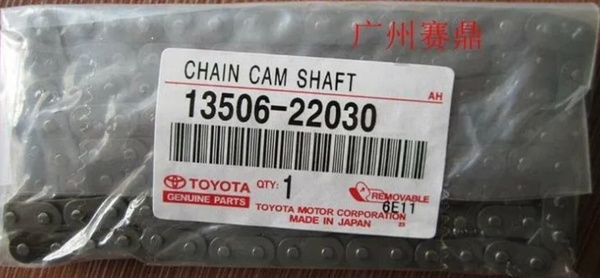 广州赛鼎
CHAIN CAM SHAFT
AH
13506-22030
TOYOTA
GENUINE PARTS
QTY: 1
REMOVABLE
6E11
TOYOTA MOTOR CORPORATION
MADE IN JAPAN